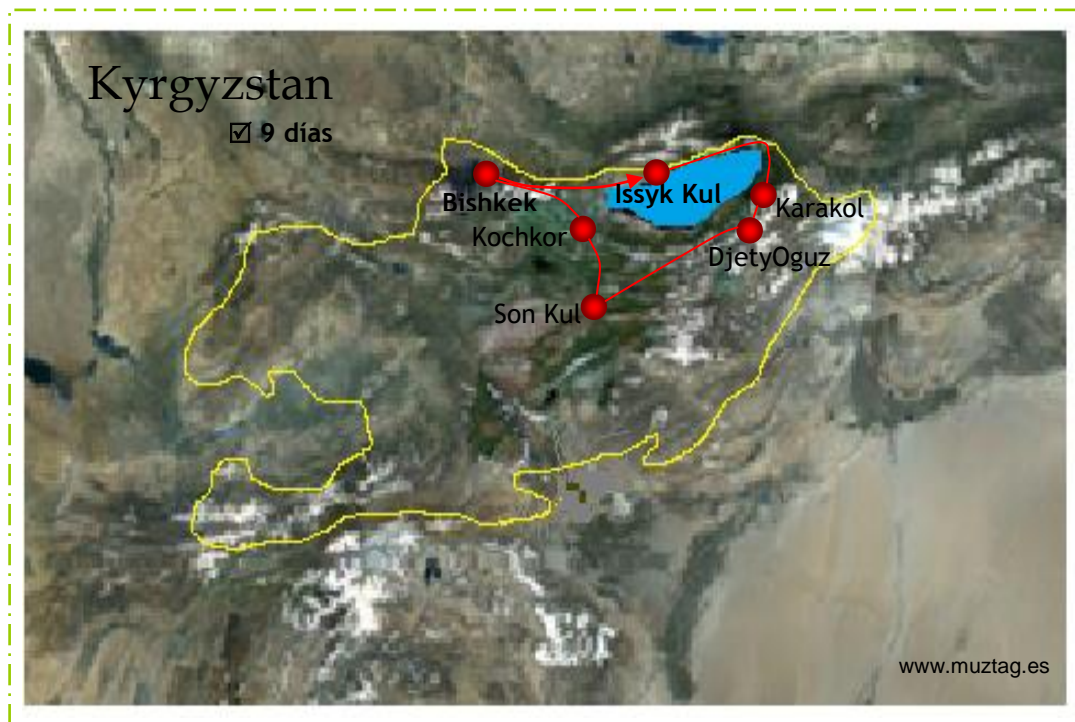 Kyrgyzstan
☑ 9 días
Bishkek
Issyk Kul
Karakol
Kochkor
DjetyOguz
Son Kul
www.muztag.es